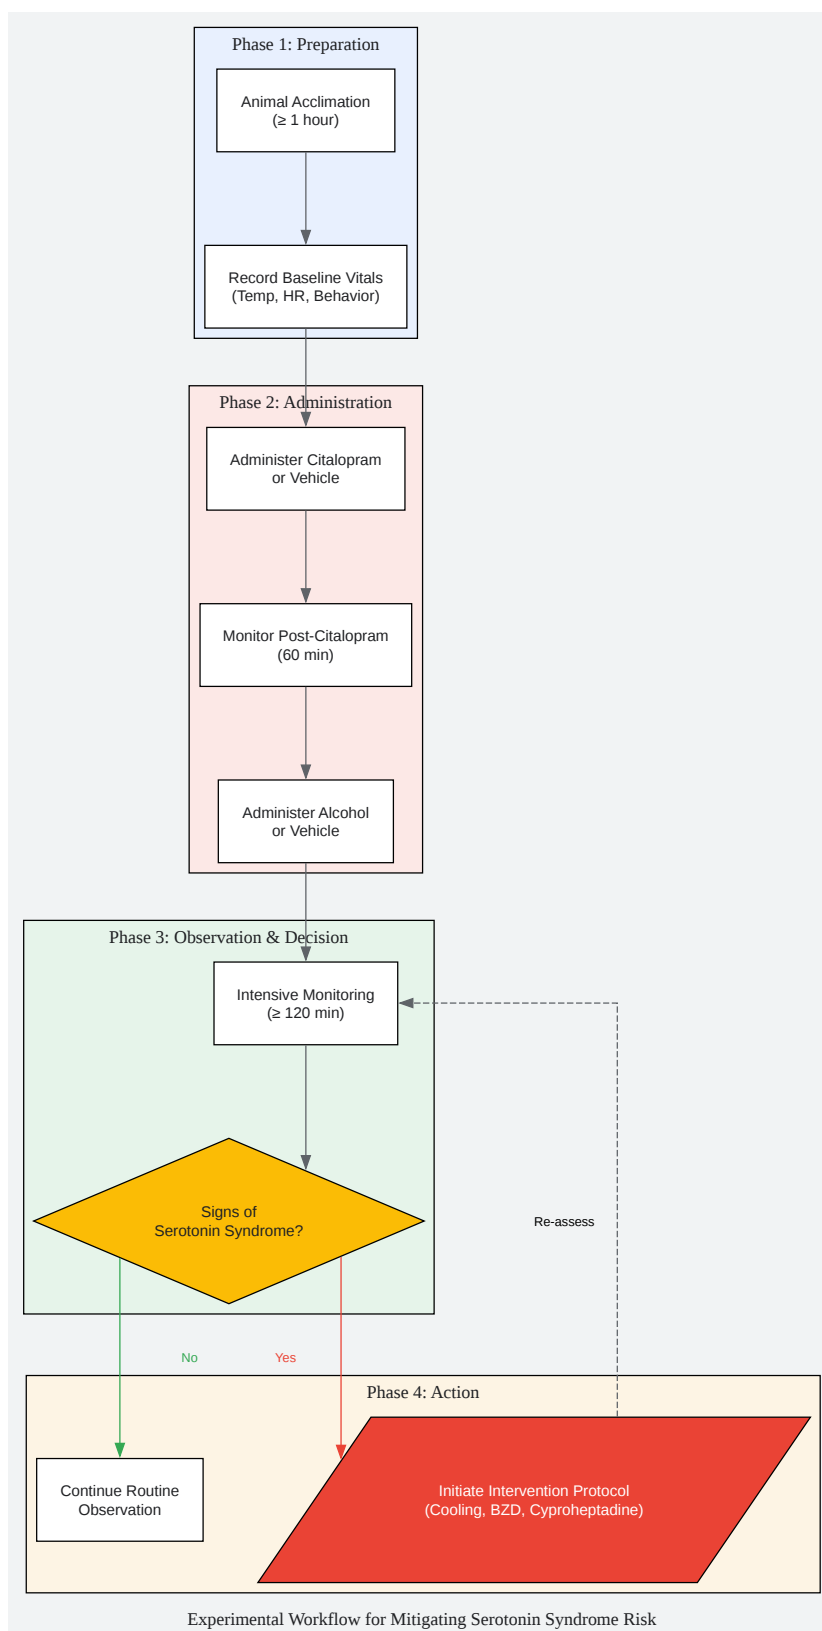 Phase 1: Preparation
Animal Acclimation
(≥ 1 hour)
Record Baseline Vitals
(Temp, HR, Behavior)
Phase 2: Administration
Administer Citalopram
or Vehicle
Monitor Post-Citalopram
(60 min)
Administer Alcohol
or Vehicle
Phase 3: Observation & Decision
Intensive Monitoring
(≥ 120 min)
Signs of
Serotonin Syndrome?
Re-assess
No
Yes
Phase 4: Action
Continue Routine
Observation
Initiate Intervention Protocol
(Cooling, BZD, Cyproheptadine)
Experimental Workflow for Mitigating Serotonin Syndrome Risk